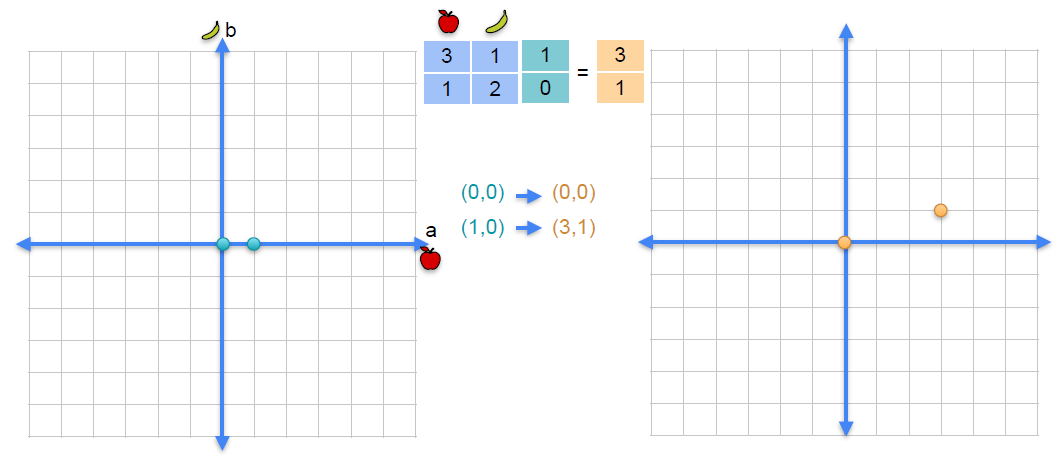 b
3 1 1 = 3
1 2 0 1
(0,0) (0,0)
(1,0) (3,1)
a